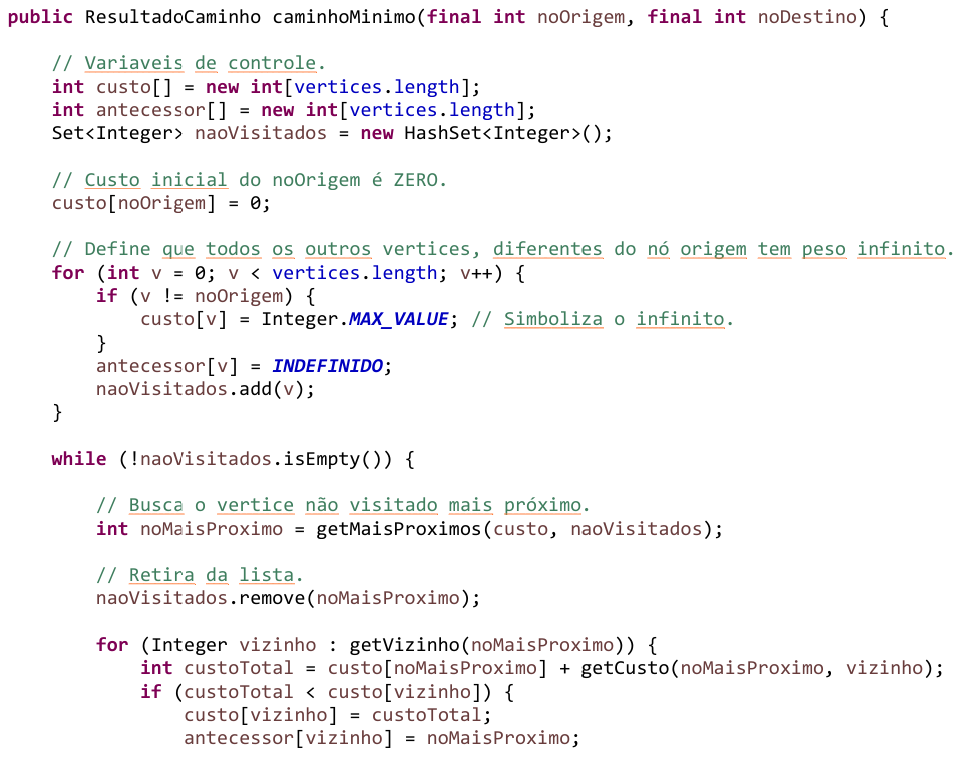 public ResultadoCaminho caminhoMinimo(final int noOrigem, final int noDestino) {
// Variaveis de controle.
int custo[] = new int[vertices.length];
int antecessor[] = new int[vertices.length];
Set<Integer> naoVisitados = new HashSet<Integer>();
// Custo inicial do noOrigem é ZERO.
custo[noOrigem] = 0;
// Define que todos os outros vertices, diferentes do nó origem tem peso infinito.
for (int v = 0; v < vertices.length; v++) {
if (v != noOrigem) {
custo[v] = Integer.MAX_VALUE; // Simboliza o infinito.
}
antecessor[v] = INDEFINIDO;
naoVisitados.add(v);
}
while (!naoVisitados.isEmpty()) {
// Busca o vertice não visitado mais próximo.
int noMaisProximo = getMaisProximos(custo, naoVisitados);
// Retira da lista.
naoVisitados.remove(noMaisProximo);
for (Integer vizinho : getVizinho(noMaisProximo)) {
int custoTotal = custo[noMaisProximo] + getCusto(noMaisProximo, vizinho);
if (custoTotal < custo[vizinho]) {
custo[vizinho] = custoTotal;
antecessor[vizinho] = noMaisProximo;